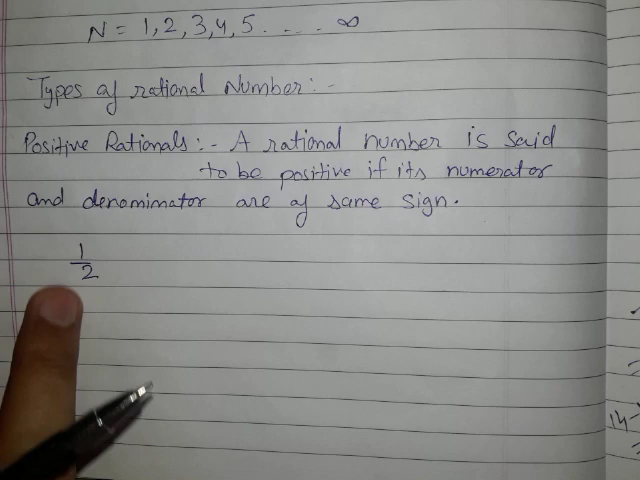 N = 1, 2, 3, 4, 5 . . . . . ∞
Types of rational Number:-
Positive Rationals:- A rational number is said
to be positive if its numerator
and denominator are of same sign.
1
2
14-